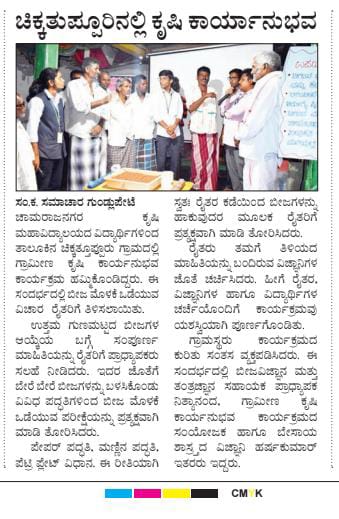 ಚಿಕ್ಕತುಪ್ಪೂರಿನಲ್ಲಿ ಕೃಷಿ ಕಾರ್ಯಾನುಭವ
ಸಂ.ಕ. ಸಮಾಚಾರ ಗುಂಡ್ಲುಪೇಟೆ
ಚಾಮರಾಜನಗರ ಕೃಷಿ
ಮಹಾವಿದ್ಯಾಲಯದ ವಿದ್ಯಾರ್ಥಿಗಳಿಂದ
ತಾಲೂಕಿನ ಚಿಕ್ಕತ್ತೂಪ್ಪೂರು ಗ್ರಾಮದಲ್ಲಿ
ಗ್ರಾಮೀಣ ಕೃಷಿ ಕಾರ್ಯನುಭವ
ಕಾರ್ಯಕ್ರಮ ಹಮ್ಮಿಕೊಂಡಿದ್ದರು. ಈ
ಸಂದರ್ಭದಲ್ಲಿ ಬೀಜ ಮೊಳಕೆ ಒಡೆಯುವ
ವಿಚಾರ ರೈತರಿಗೆ ತಿಳಿಸಲಾಯಿತು.
ಉತ್ತಮ ಗುಣಮಟ್ಟದ ಬೀಜಗಳ
ಆಯ್ಕೆಯ ಬಗ್ಗೆ ಸಂಪೂರ್ಣ
ಮಾಹಿತಿಯನ್ನು ರೈತರಿಗೆ ಪ್ರಾಧ್ಯಾಪಕರು
ಸಲಹೆ ನೀಡಿದರು. ಇದರ ಜೊತೆಗೆ
ಬೇರೆ ಬೇರೆ ಬೀಜಗಳನ್ನು ಬಳಸಿಕೊಂಡು
ವಿವಿಧ ಪದ್ಧತಿಗಳಿಂದ ಬೀಜ ಮೊಳಕೆ
ಒಡೆಯುವ ಪರೀಕ್ಷೆಯನ್ನು ಪ್ರತ್ಯಕ್ಷವಾಗಿ
ಮಾಡಿ ತೋರಿಸಿದರು.
ಪೇಪರ್ ಪದ್ಧತಿ, ಮಣ್ಣಿನ ಪದ್ಧತಿ,
ಪೆಟ್ರಿ ಪ್ಲೇಟ್ ವಿಧಾನ. ಈ ರೀತಿಯಾಗಿ
ಸ್ವತಃ ರೈತರ ಕಡೆಯಿಂದ ಬೀಜಗಳನ್ನು
ಹಾಕುವುದರ ಮೂಲಕ ರೈತರಿಗೆ
ಪ್ರತ್ಯಕ್ಷವಾಗಿ ಮಾಡಿ ತೋರಿಸಿದರು.
ರೈತರು ತಮಗೆ ತಿಳಿಯದ
ಮಾಹಿತಿಯನ್ನು ಬಂದಿರುವ ವಿಜ್ಞಾನಿಗಳ
ಜೊತೆ ಚರ್ಚಿಸಿದರು. ಹೀಗೆ ರೈತರ,
ವಿಜ್ಞಾನಿಗಳ ಹಾಗೂ ವಿದ್ಯಾರ್ಥಿಗಳ
ಚರ್ಚೆಯೊಂದಿಗೆ ಕಾರ್ಯಕ್ರಮವು
ಯಶಸ್ವಿಯಾಗಿ ಪೂರ್ಣಗೊಂಡಿತು.
ಗ್ರಾಮಸ್ಥರು ಕಾರ್ಯಕ್ರಮದ
ಕುರಿತು ಸಂತಸ ವ್ಯಕ್ತಪಡಿಸಿದರು. ಈ
ಸಂದರ್ಭದಲ್ಲಿ ಬೀಜವಿಜ್ಞಾನ ಮತ್ತು
ತಂತ್ರಜ್ಞಾನ ಸಹಾಯಕ ಪ್ರಾಧ್ಯಾಪಕ
ನಿತ್ಯಾನಂದ, ಗ್ರಾಮೀಣ ಕೃಷಿ
ಕಾರ್ಯನುಭವ ಕಾರ್ಯಕ್ರಮದ
ಸಂಯೋಜಕ ಹಾಗೂ ಬೇಸಾಯ
ಶಾಸ್ತ್ರದ ವಿಜ್ಞಾನಿ ಹರ್ಷಕುಮಾರ್
ಇತರರು ಇದ್ದರು.
CMYK